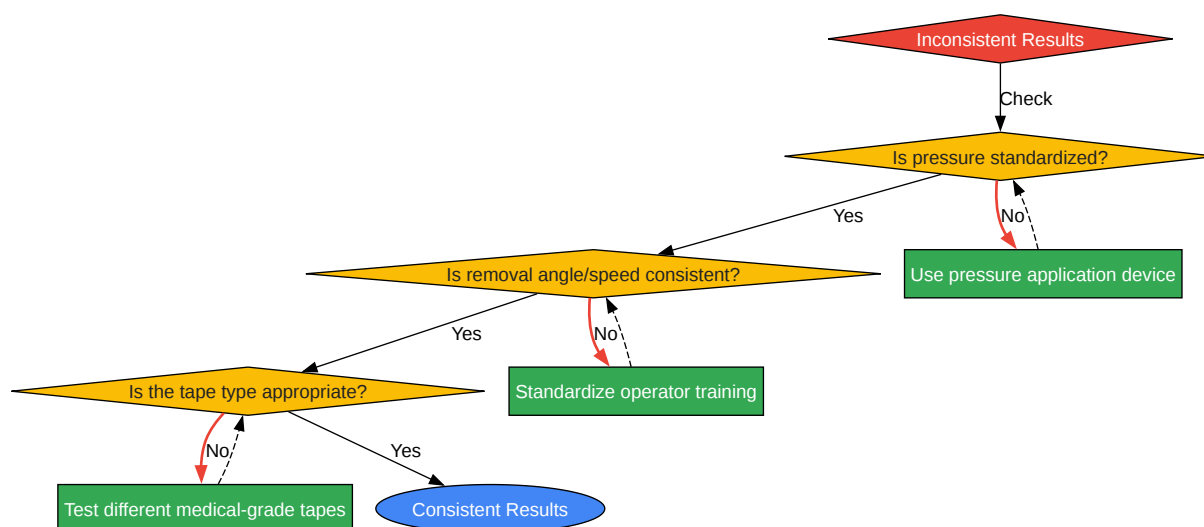 Inconsistent Results
Check
Is pressure standardized?
Yes
No
Use pressure application device
Is removal angle/speed consistent?
Yes
No
Standardize operator training
Is the tape type appropriate?
No
Yes
Test different medical-grade tapes
Consistent Results